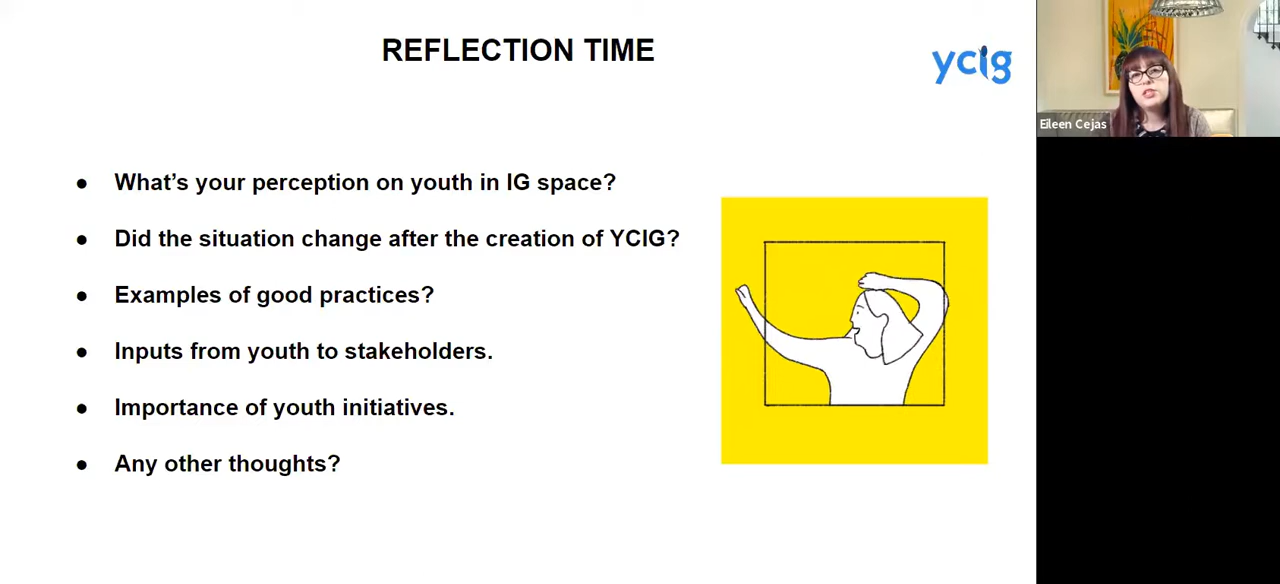 REFLECTION TIME
ycig
Eileen Cejas
● What's your perception on youth in IG space?
● Did the situation change after the creation of YCIG?
● Examples of good practices?
● Inputs from youth to stakeholders.
● Importance of youth initiatives.
● Any other thoughts?